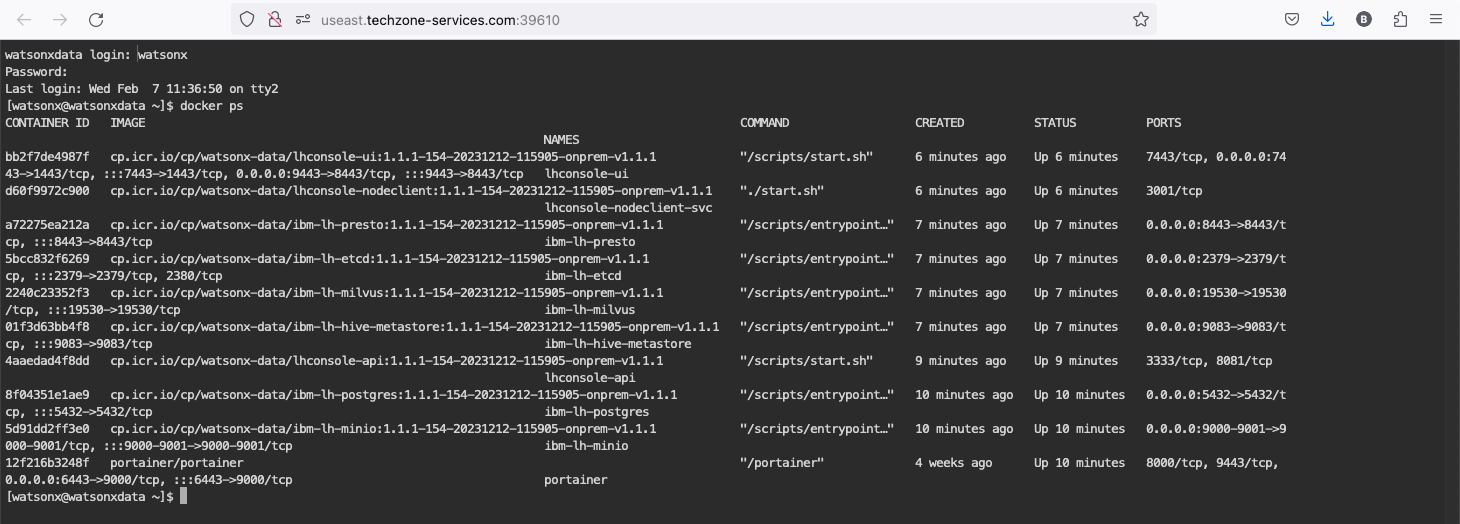 useast.techzone-services.com:39610
watsonxdata login: watsonx
Password:
Last login: Wed Feb  7 11:36:50 on tty2
[watsonx@watsonxdata ~]$ docker ps
CONTAINER ID   IMAGE   COMMAND   CREATED   STATUS   PORTS
NAMES
bb2f7de4987f   cp.icr.io/cp/watsonx-data/lhconsole-ui:1.1.1-154-20231212-115905-onprem-v1.1.1   "/scripts/start.sh"   6 minutes ago   Up 6 minutes   7443/tcp, 0.0.0.0:74
43->1443/tcp, :::7443->1443/tcp, 0.0.0.0:9443->8443/tcp, :::9443->8443/tcp   lhconsole-ui
d60f9972c900   cp.icr.io/cp/watsonx-data/lhconsole-nodeclient:1.1.1-154-20231212-115905-onprem-v1.1.1   "./start.sh"   6 minutes ago   Up 6 minutes   3001/tcp
lhconsole-nodeclient-svc
a72275ea212a   cp.icr.io/cp/watsonx-data/ibm-lh-presto:1.1.1-154-20231212-115905-onprem-v1.1.1   "/scripts/entrypoint…"   7 minutes ago   Up 7 minutes   0.0.0.0:8443->8443/t
cp, :::8443->8443/tcp   ibm-lh-presto
5bcc832f6269   cp.icr.io/cp/watsonx-data/ibm-lh-etcd:1.1.1-154-20231212-115905-onprem-v1.1.1   "/scripts/entrypoint…"   7 minutes ago   Up 7 minutes   0.0.0.0:2379->2379/t
cp, :::2379->2379/tcp, 2380/tcp   ibm-lh-etcd
2240c23352f3   cp.icr.io/cp/watsonx-data/ibm-lh-milvus:1.1.1-154-20231212-115905-onprem-v1.1.1   "/scripts/entrypoint…"   7 minutes ago   Up 7 minutes   0.0.0.0:19530->19530
/tcp, :::19530->19530/tcp   ibm-lh-milvus
01f3d63bb4f8   cp.icr.io/cp/watsonx-data/ibm-lh-hive-metastore:1.1.1-154-20231212-115905-onprem-v1.1.1   "/scripts/entrypoint…"   7 minutes ago   Up 7 minutes   0.0.0.0:9083->9083/t
cp, :::9083->9083/tcp   ibm-lh-hive-metastore
4aaedad4f8dd   cp.icr.io/cp/watsonx-data/lhconsole-api:1.1.1-154-20231212-115905-onprem-v1.1.1   "/scripts/start.sh"   9 minutes ago   Up 9 minutes   3333/tcp, 8081/tcp
lhconsole-api
8f04351e1ae9   cp.icr.io/cp/watsonx-data/ibm-lh-postgres:1.1.1-154-20231212-115905-onprem-v1.1.1   "/scripts/entrypoint…"   10 minutes ago   Up 10 minutes   0.0.0.0:5432->5432/t
cp, :::5432->5432/tcp   ibm-lh-postgres
5d91dd2ff3e0   cp.icr.io/cp/watsonx-data/ibm-lh-minio:1.1.1-154-20231212-115905-onprem-v1.1.1   "/scripts/entrypoint…"   10 minutes ago   Up 10 minutes   0.0.0.0:9000-9001->9
000-9001/tcp, :::9000-9001->9000-9001/tcp   ibm-lh-minio
12f216b3248f   portainer/portainer   "/portainer"   4 weeks ago   Up 10 minutes   8000/tcp, 9443/tcp,
0.0.0.0:6443->9000/tcp, :::6443->9000/tcp   portainer
[watsonx@watsonxdata ~]$
B